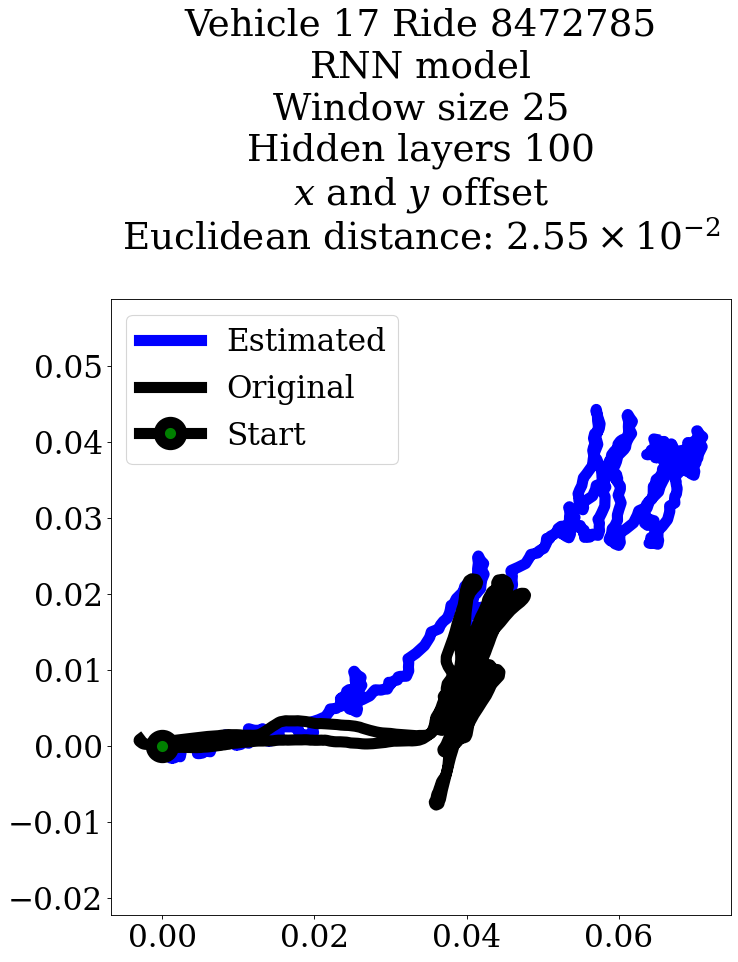 Vehicle 17 Ride 8472785
RNN model
Window size 25
Hidden layers 100
x and y offset
Euclidean distance: 2.55 × 10⁻²
Estimated
Original
Start
0.05
0.04
0.03
0.02
0.01
0.00
−0.01
−0.02
0.00 0.02 0.04 0.06